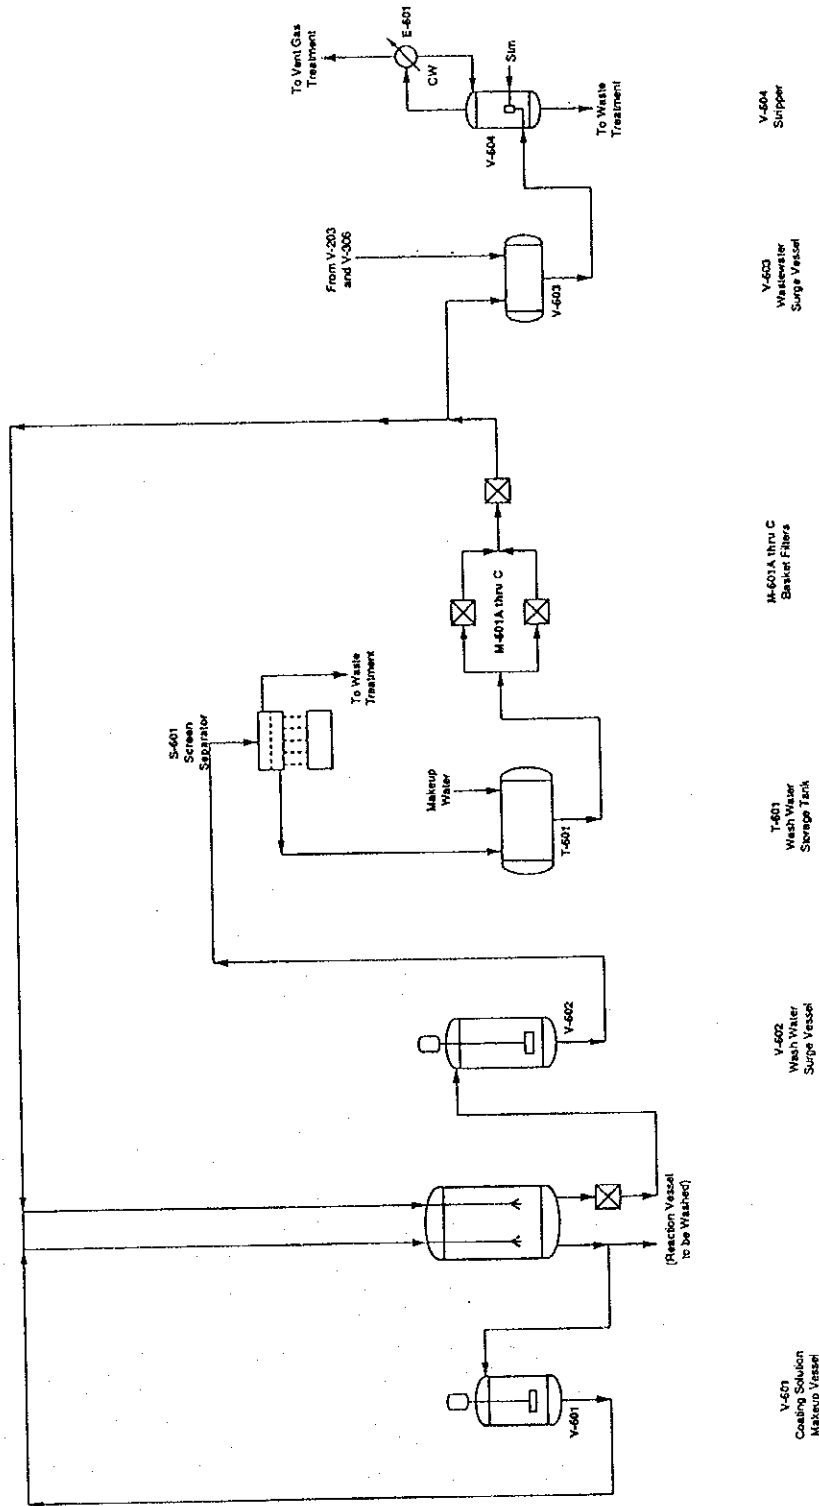 To Vent Gas
Treatment
E-601
CW
Stm
V-604
To Waste
Treatment
V-604
Stripper
From V-203
and V-306
V-603
V-603
Wastewater
Surge Vessel
M-601A thru C
M-601A thru C
Basket Filters
S-601
Screen
Separator
To Waste
Treatment
Makeup
Water
T-601
T-601
Wash Water
Storage Tank
V-602
V-602
Wash Water
Surge Vessel
(Reaction Vessel
to be Washed)
V-601
V-601
Coating Solution
Makeup Vessel